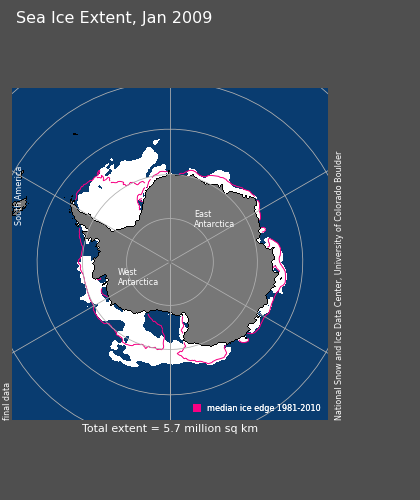 Sea Ice Extent, Jan 2009
South America
East
Antarctica
West
Antarctica
National Snow and Ice Data Center, University of Colorado Boulder
final data
median ice edge 1981-2010
Total extent = 5.7 million sq km